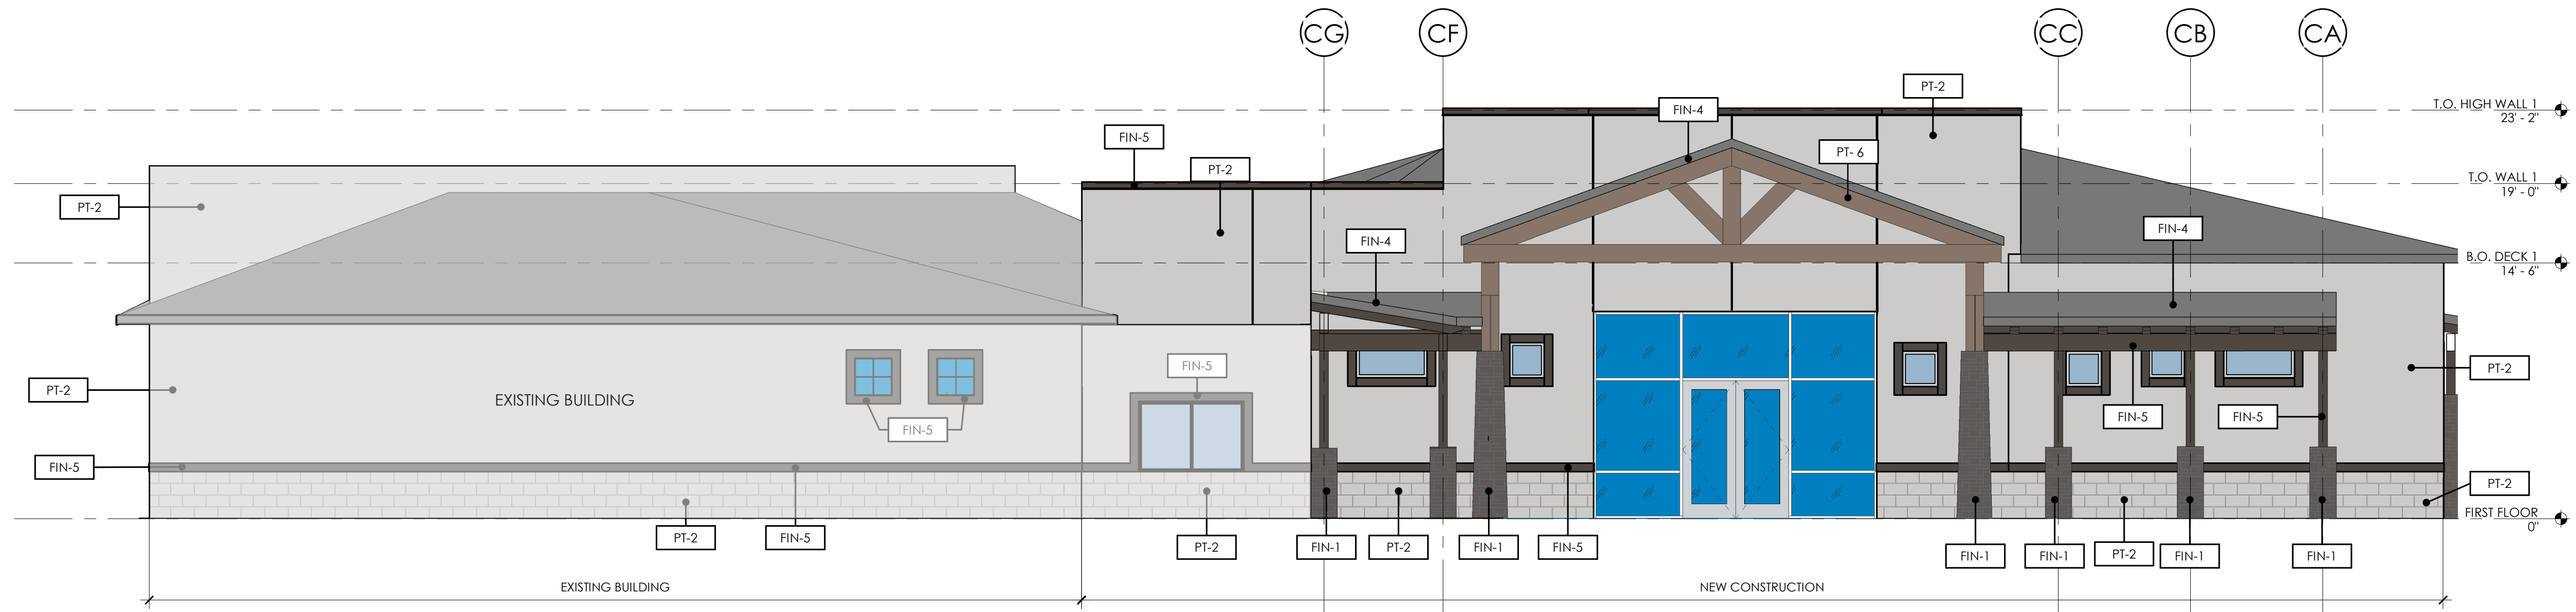 CG
CF
CC
CB
CA
PT-2
FIN-4
T.O. HIGH WALL 1
23' - 2"
FIN-5
PT-2
PT- 6
T.O. WALL 1
19' - 0"
PT-2
FIN-4
FIN-4
B.O. DECK 1
14' - 6"
FIN-5
PT-2
PT-2
EXISTING BUILDING
FIN-5
FIN-5
FIN-5
FIN-5
PT-2
FIRST FLOOR
0"
PT-2
FIN-5
PT-2
FIN-1
PT-2
FIN-1
FIN-5
FIN-1
FIN-1
PT-2
FIN-1
FIN-1
EXISTING BUILDING
NEW CONSTRUCTION